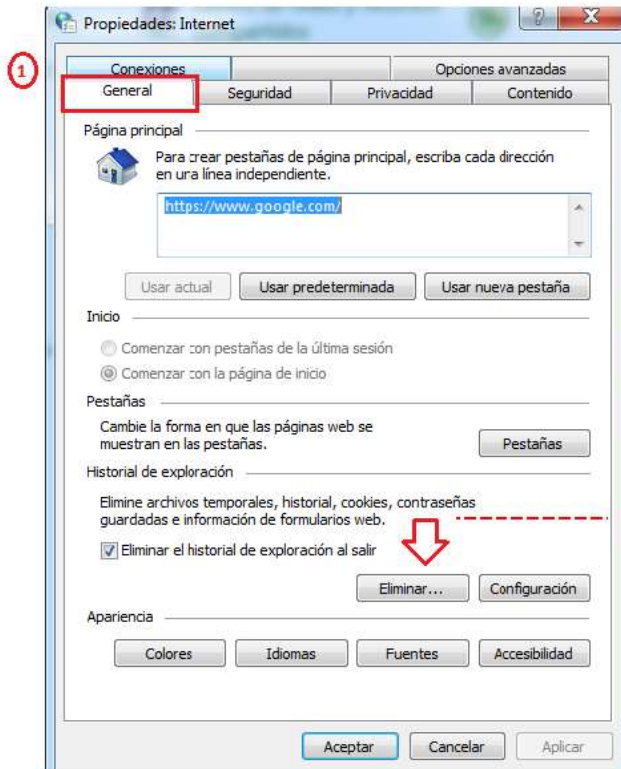 Propiedades: Internet
1
Conexiones
Opciones avanzadas
General
Seguridad
Privacidad
Contenido
Página principal
Para crear pestañas de página principal, escriba cada dirección
en una línea independiente.
https://www.google.com/
Usar actual
Usar predeterminada
Usar nueva pestaña
Inicio
Comenzar con pestañas de la última sesión
Comenzar con la página de inicio
Pestañas
Cambie la forma en que las páginas web se
muestran en las pestañas.
Pestañas
Historial de exploración
Elimine archivos temporales, historial, cookies, contraseñas
guardadas e información de formularios web.
Eliminar el historial de exploración al salir
Eliminar...
Configuración
Apariencia
Colores
Idiomas
Fuentes
Accesibilidad
Aceptar
Cancelar
Aplicar